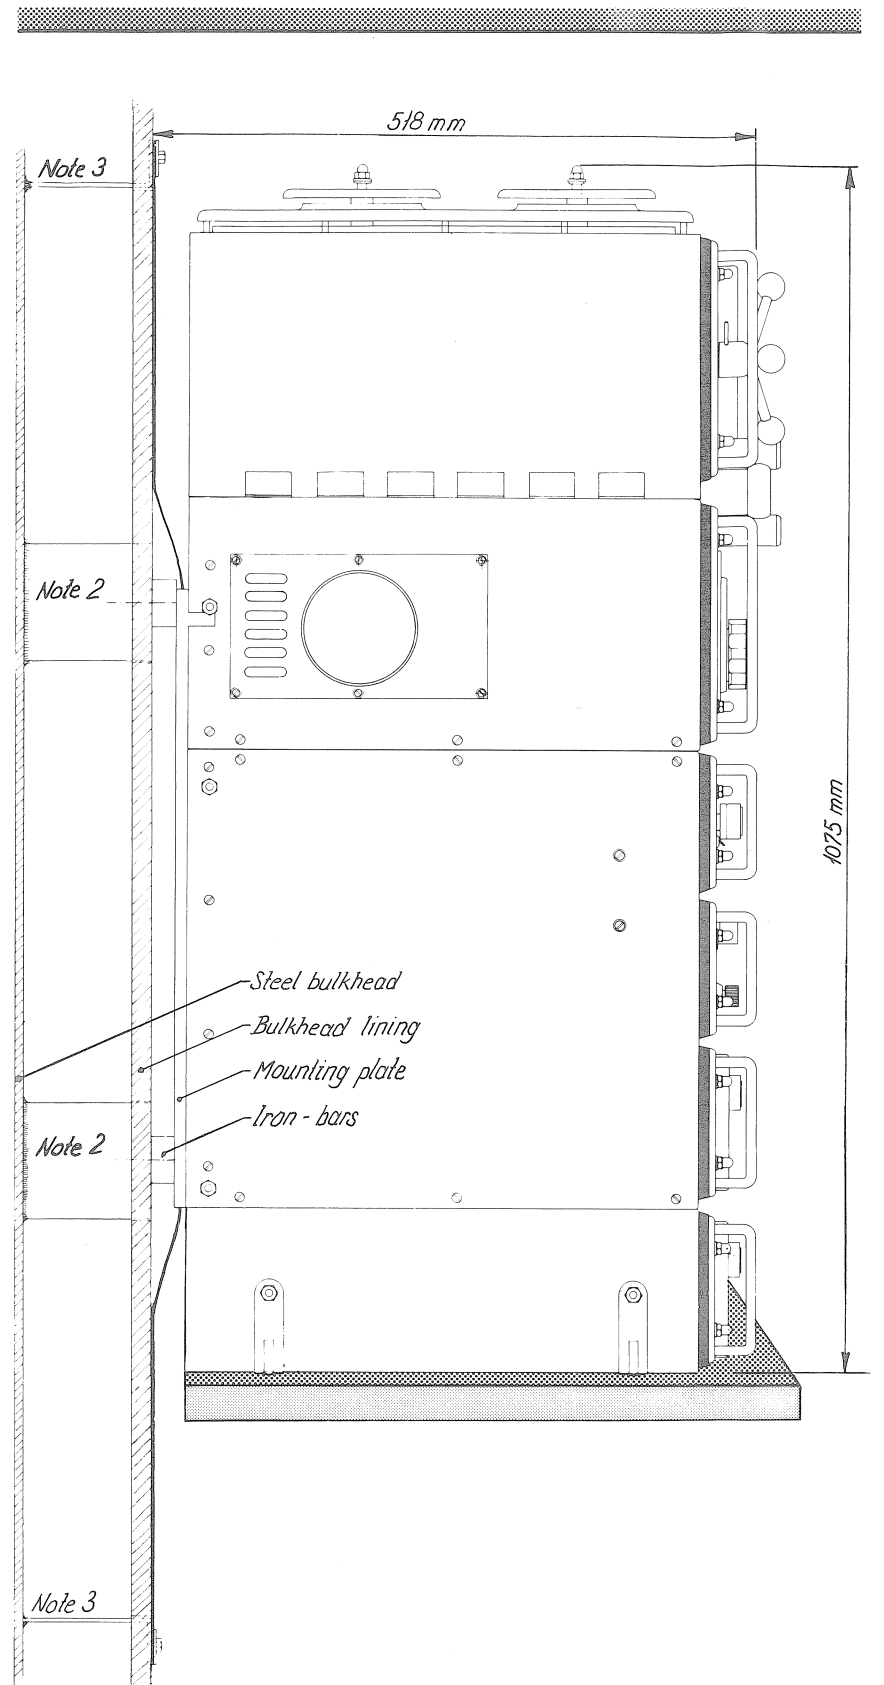 518 mm
Note 3
Note 2
1075 mm
Steel bulkhead
Bulkhead lining
Mounting plate
Iron-bars
Note 2
Note 3